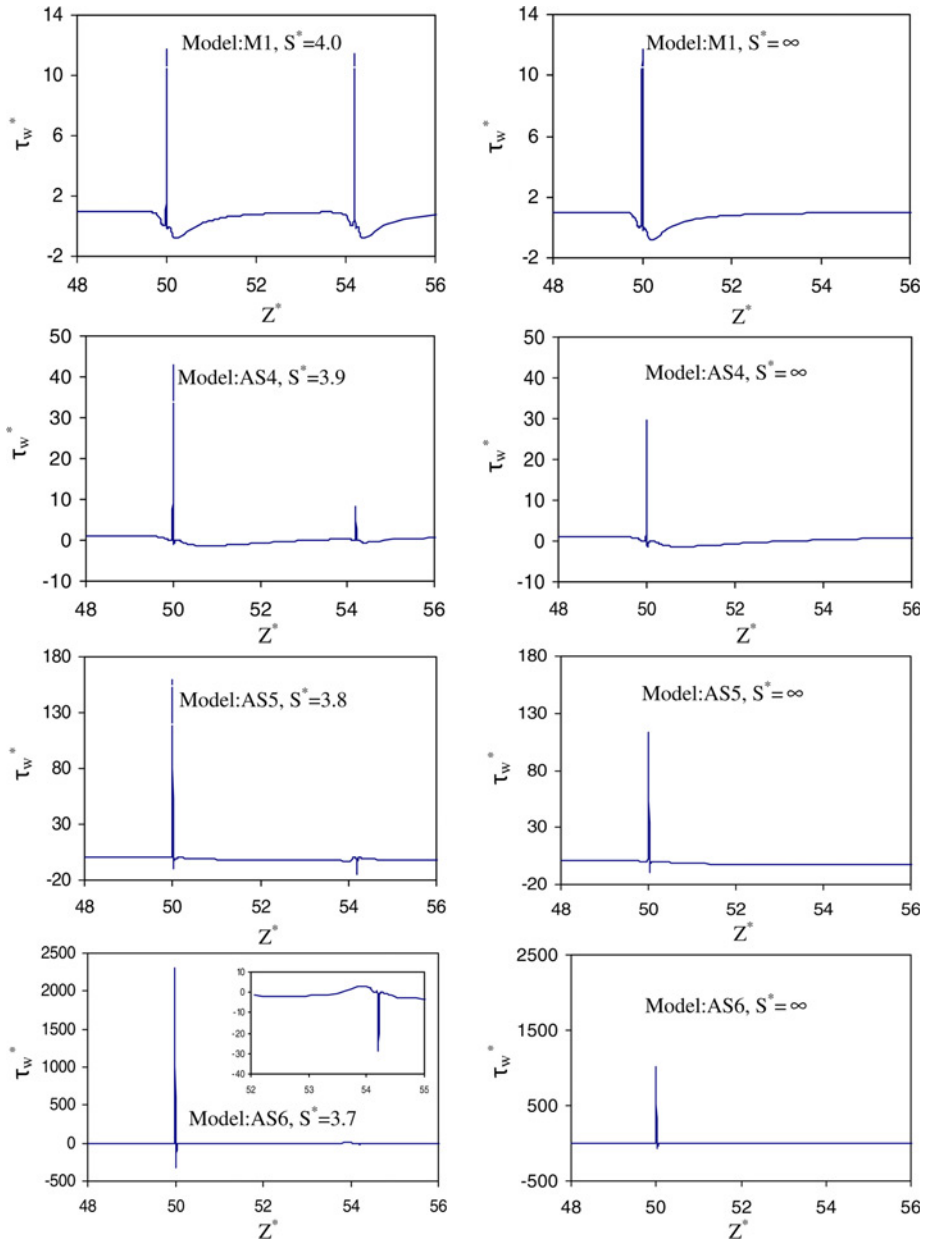 14
10
6
2
-2
τw*
Model:M1, S*=4.0
48 50 52 54 56
Z*
14
10
6
2
-2
τw*
Model:M1, S*=∞
48 50 52 54 56
Z*
50
40
30
20
10
0
-10
τw*
Model:AS4, S*=3.9
48 50 52 54 56
Z*
50
40
30
20
10
0
-10
τw*
Model:AS4, S*=∞
48 50 52 54 56
Z*
180
130
80
30
-20
τw*
Model:AS5, S*=3.8
48 50 52 54 56
Z*
180
130
80
30
-20
τw*
Model:AS5, S*=∞
48 50 52 54 56
Z*
2500
2000
1500
1000
500
0
-500
τw*
10
0
-10
-20
-30
-40
52 53 54 55
Model:AS6, S*=3.7
48 50 52 54 56
Z*
2500
1500
500
-500
τw*
Model:AS6, S*=∞
48 50 52 54 56
Z*